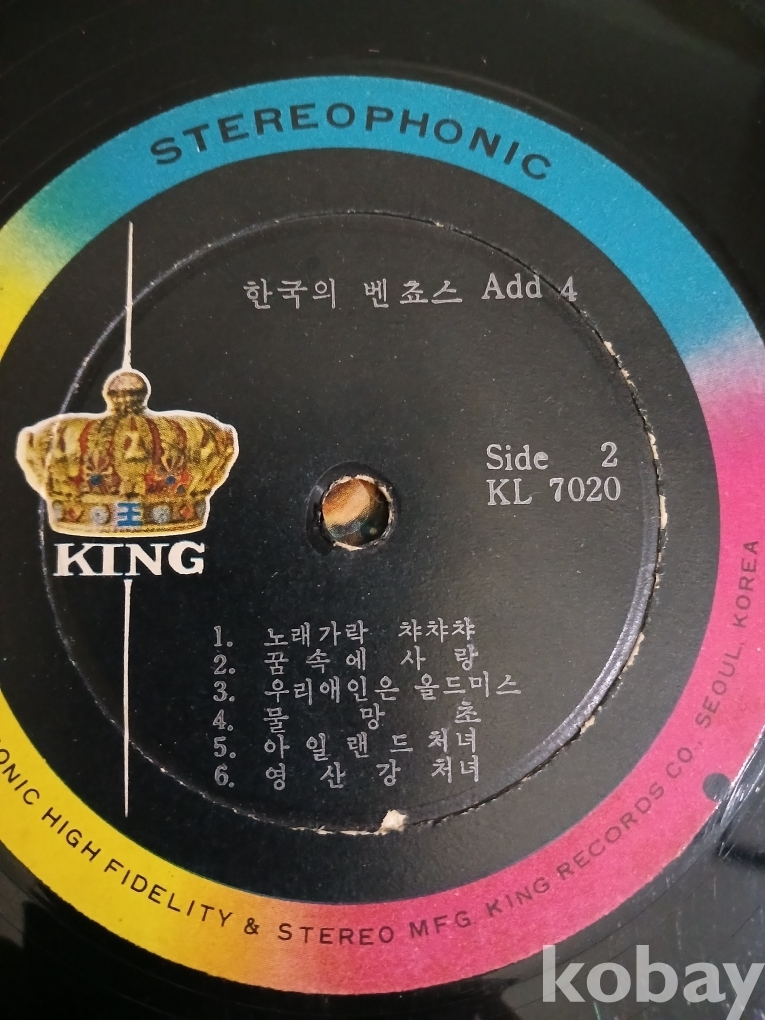 STEREOPHONIC
한국의 벤쵸스 Add 4
Side 2
KL 7020
王
KING
1. 노래가락 챠챠챠
2. 꿈 속 에 사 랑
3. 우리애인은 올드미스
4. 물 망 초
5. 아 일 랜 드 처녀
6. 영 산 강 처녀
ONIC HIGH FIDELITY & STEREO MFG. KING RECORDS CO., SEOUL, KOREA
kobay